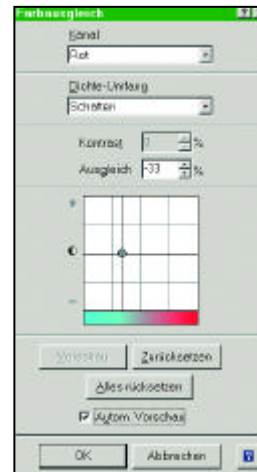 Farbausgleich
Kanal
Rot
Dichte-Umfang
Schatten
Kontrast %
Ausgleich -33 %
Vorschau Zurücksetzen
Alles rücksetzen
Autom. Vorschau
OK Abbrechen ?